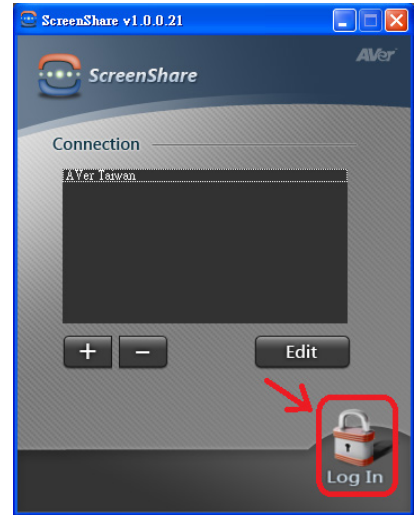 ScreenShare v1.0.0.21
AVer
ScreenShare
Connection
AVer Taiwan
+ −
Edit
Log In